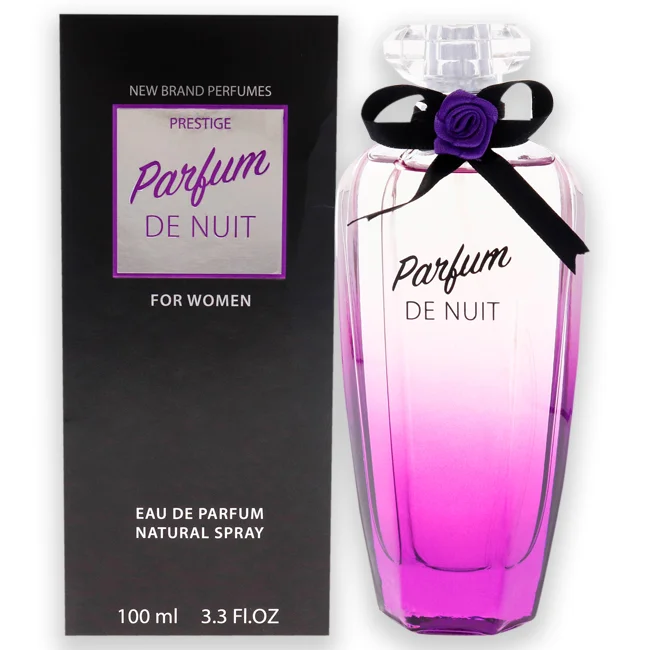 NEW BRAND PERFUMES
PRESTIGE
Parfum
DE NUIT
FOR WOMEN
EAU DE PARFUM
NATURAL SPRAY
100 ml 3.3 Fl.OZ
Parfum
DE NUIT